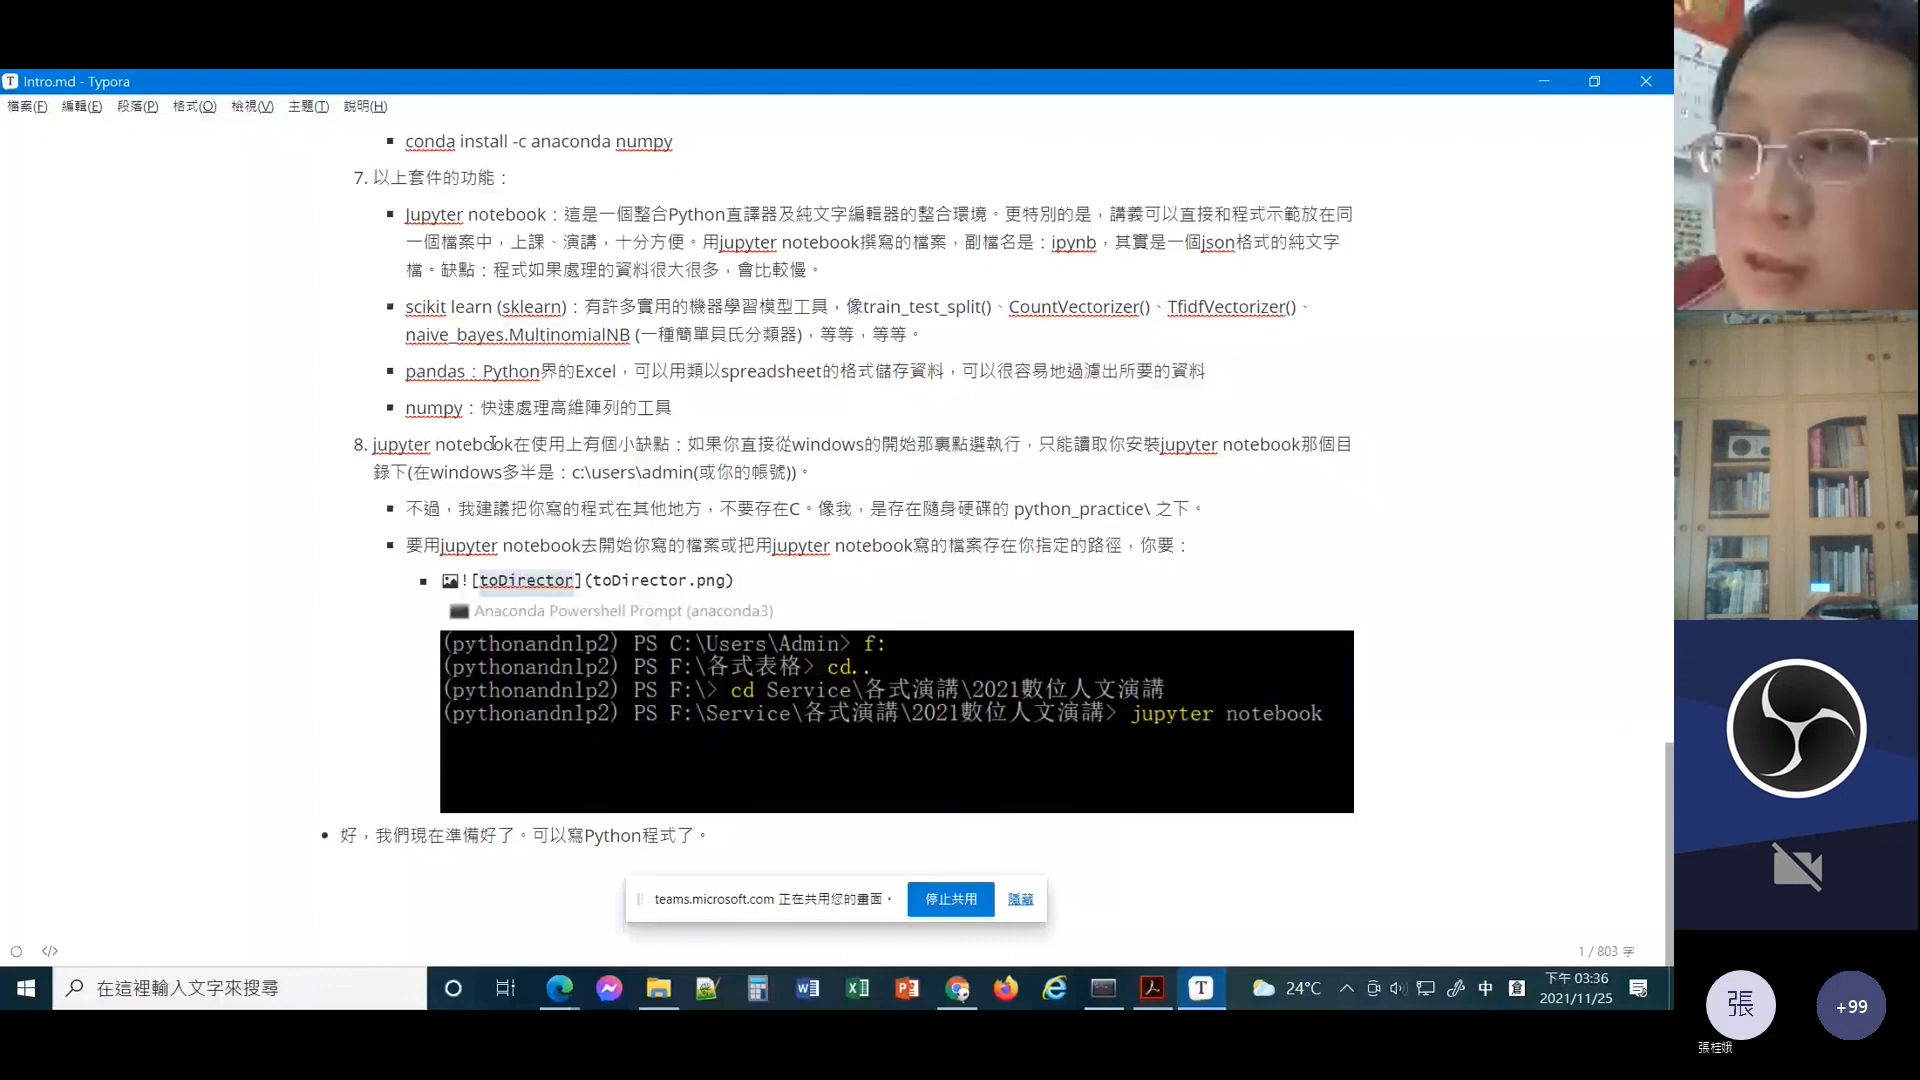 Intro.md - Typora
檔案(F) 編輯(E) 段落(P) 格式(O) 檢視(V) 主題(T) 說明(H)
conda install -c anaconda numpy
7. 以上套件的功能：
Jupyter notebook：這是一個整合Python直譯器及純文字編輯器的整合環境。更特別的是，講義可以直接和程式示範放在同
一個檔案中，上課、演講，十分方便。用jupyter notebook撰寫的檔案，副檔名是：ipynb，其實是一個json格式的純文字
檔。缺點：程式如果處理的資料很大很多，會比較慢。
scikit learn (sklearn)：有許多實用的機器學習模型工具，像train_test_split()、CountVectorizer()、TfidfVectorizer()、
naive_bayes.MultinomialNB (一種簡單貝氏分類器)，等等，等等。
pandas：Python界的Excel，可以用類以spreadsheet的格式儲存資料，可以很容易地過濾出所要的資料
numpy：快速處理高維陣列的工具
8. jupyter notebook在使用上有個小缺點：如果你直接從windows的開始那裏點選執行，只能讀取你安裝jupyter notebook那個目
錄下(在windows多半是：c:\users\admin(或你的帳號))。
不過，我建議把你寫的程式在其他地方，不要存在C。像我，是存在隨身硬碟的 python_practice\ 之下。
要用jupyter notebook去開始你寫的檔案或把用jupyter notebook寫的檔案存在你指定的路徑，你要：
![toDirector](toDirector.png)
Anaconda Powershell Prompt (anaconda3)
(pythonandnlp2) PS C:\Users\Admin> f:
(pythonandnlp2) PS F:\各式表格> cd..
(pythonandnlp2) PS F:\> cd Service\各式演講\2021數位人文演講
(pythonandnlp2) PS F:\Service\各式演講\2021數位人文演講> jupyter notebook
好，我們現在準備好了。可以寫Python程式了。
teams.microsoft.com 正在共用您的畫面。 停止共用 隱藏
1 / 803 字
在這裡輸入文字來搜尋
24°C
中
倉
下午 03:36
2021/11/25
張
+99
張桂娥
2